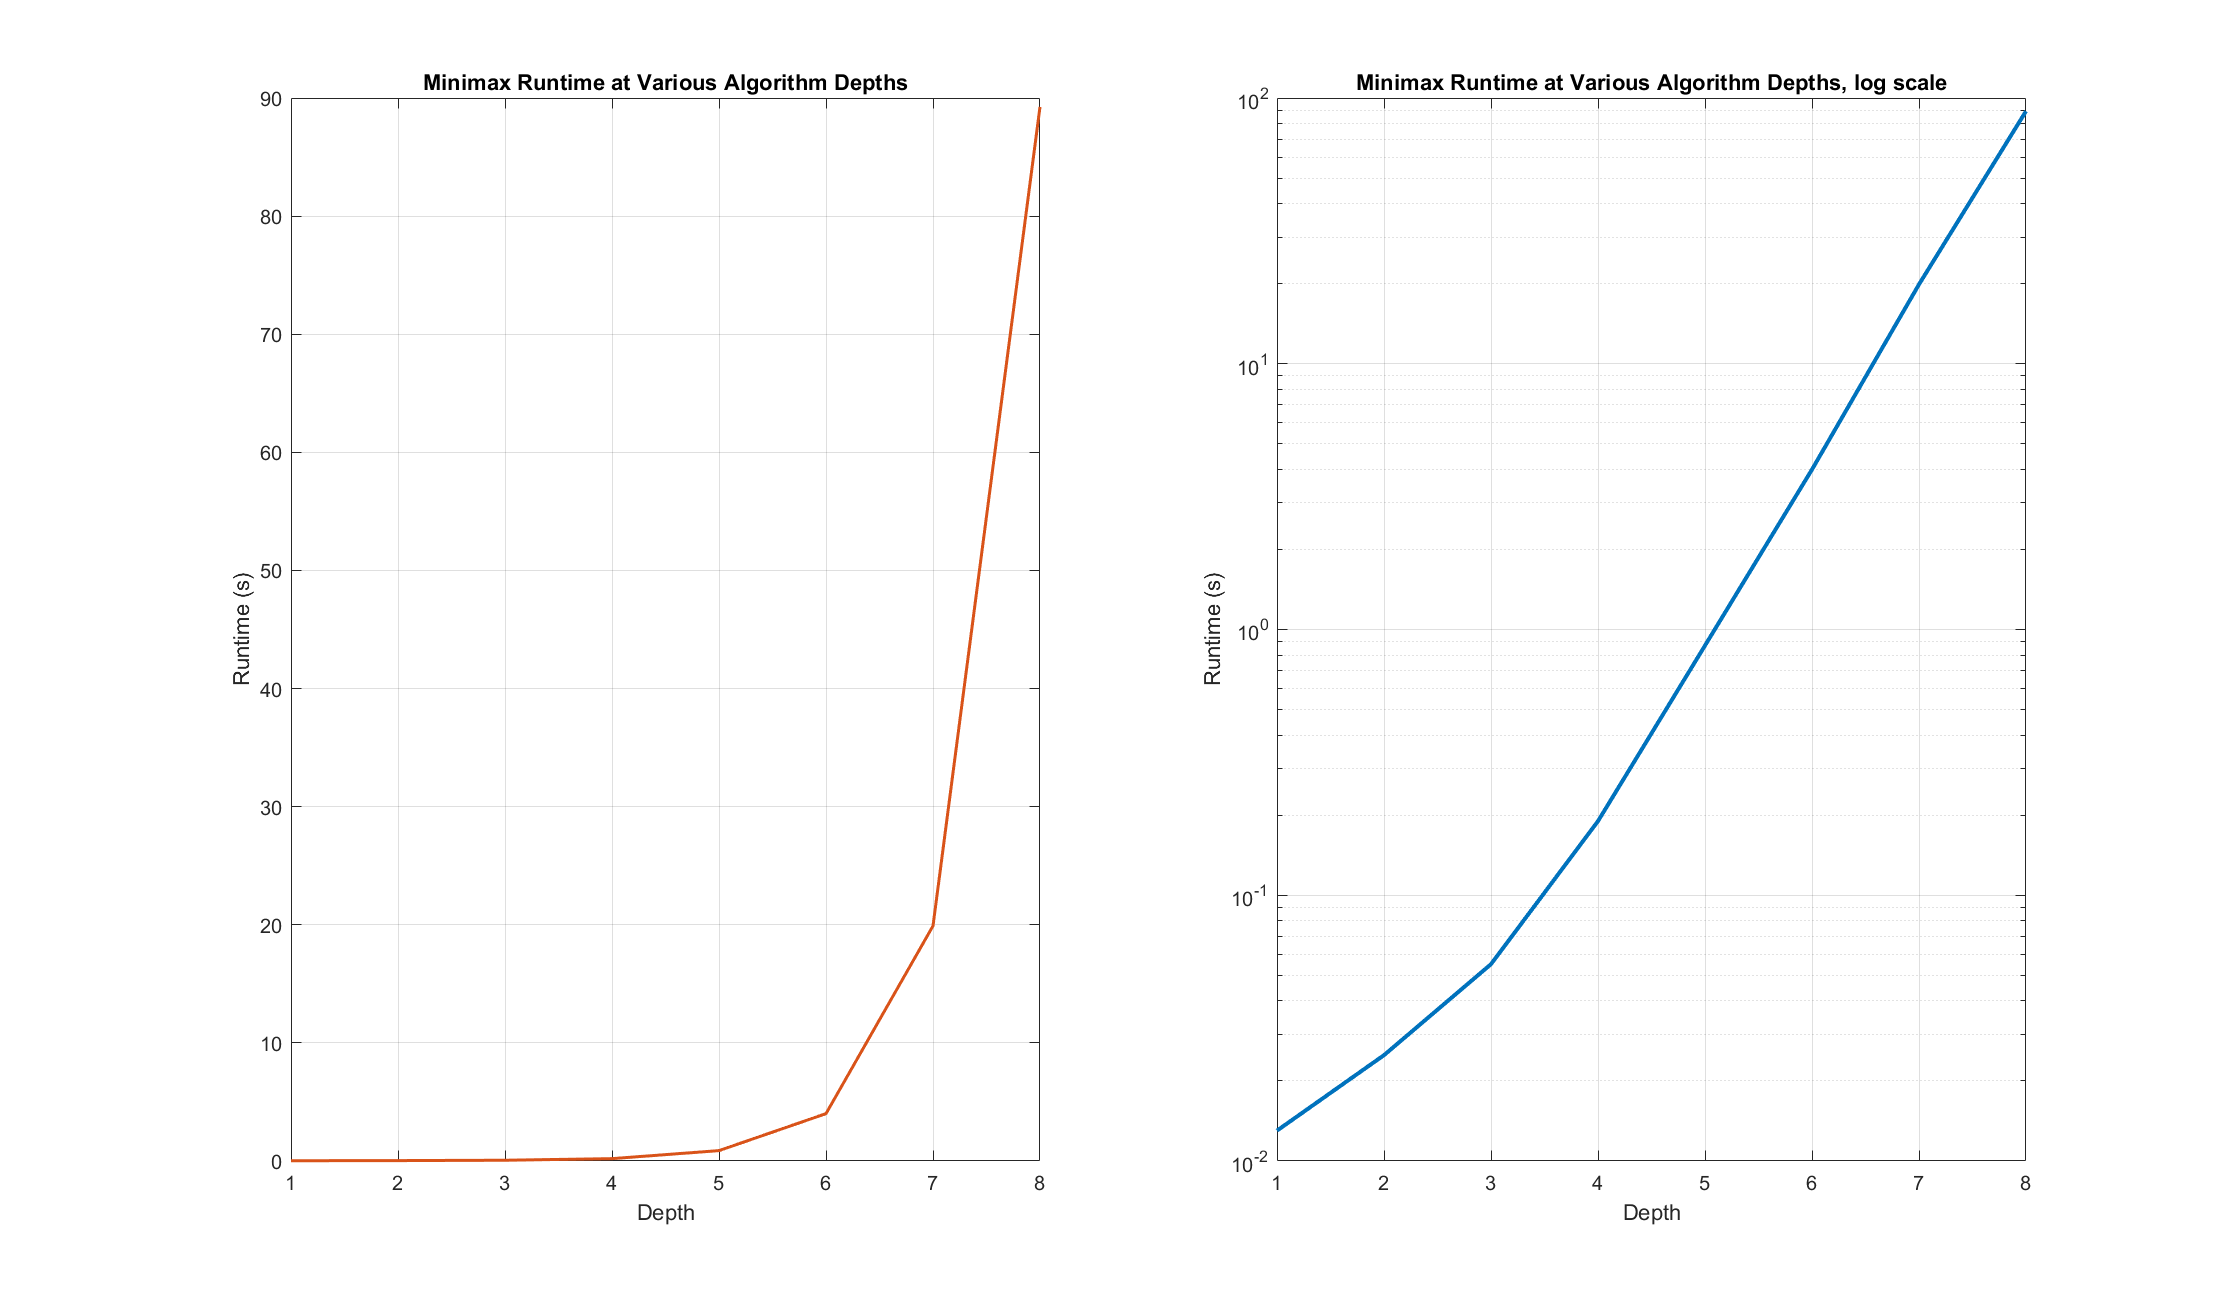 Minimax Runtime at Various Algorithm Depths
90
80
70
60
50
40
30
20
10
0
Runtime (s)
1 2 3 4 5 6 7 8
Depth
Minimax Runtime at Various Algorithm Depths, log scale
10^2
10^1
10^0
10^-1
10^-2
Runtime (s)
1 2 3 4 5 6 7 8
Depth